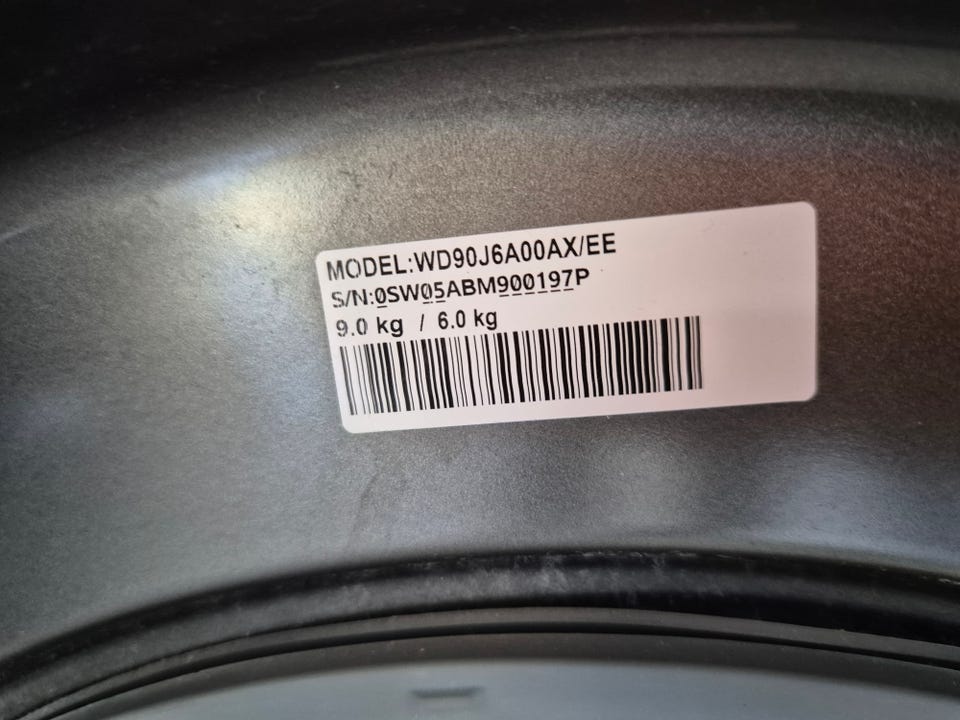 MODEL:WD90J6A00AX/EE
S/N:0SW05ABM900197P
9.0 kg / 6.0 kg